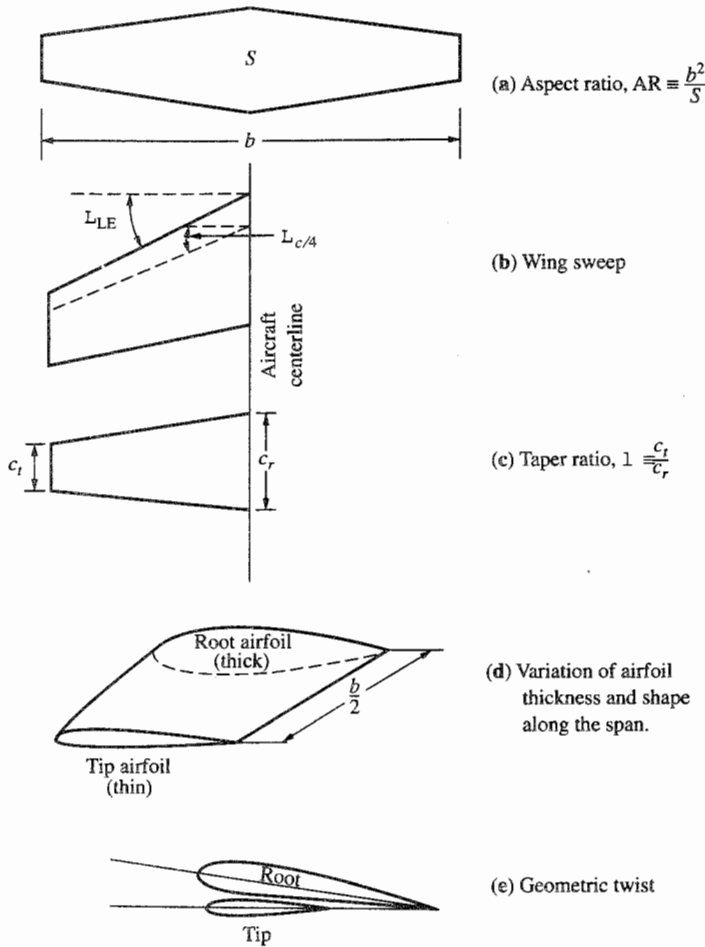 S
(a) Aspect ratio, AR ≡ b²/S
b
L_LE
L_c/4
(b) Wing sweep
Aircraft
centerline
c_t
c_r
(c) Taper ratio, l ≡ c_t/c_r
Root airfoil
(thick)
b/2
(d) Variation of airfoil
thickness and shape
along the span.
Tip airfoil
(thin)
Root
(e) Geometric twist
Tip